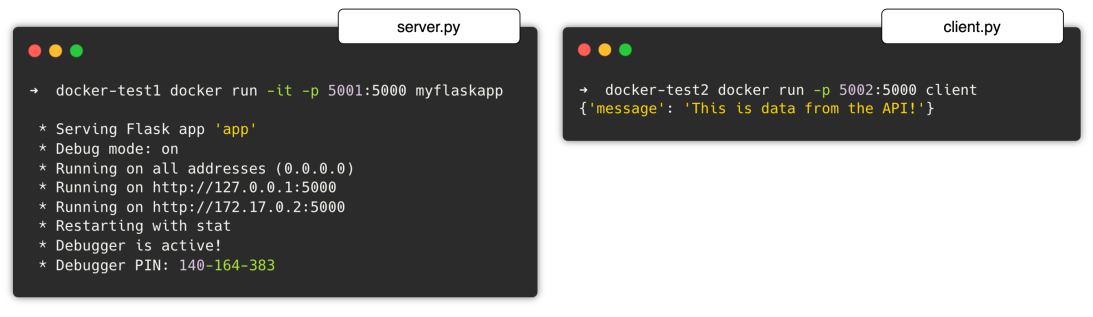 server.py
➜ docker-test1 docker run -it -p 5001:5000 myflaskapp
* Serving Flask app 'app'
* Debug mode: on
* Running on all addresses (0.0.0.0)
* Running on http://127.0.0.1:5000
* Running on http://172.17.0.2:5000
* Restarting with stat
* Debugger is active!
* Debugger PIN: 140-164-383
client.py
➜ docker-test2 docker run -p 5002:5000 client
{'message': 'This is data from the API!'}